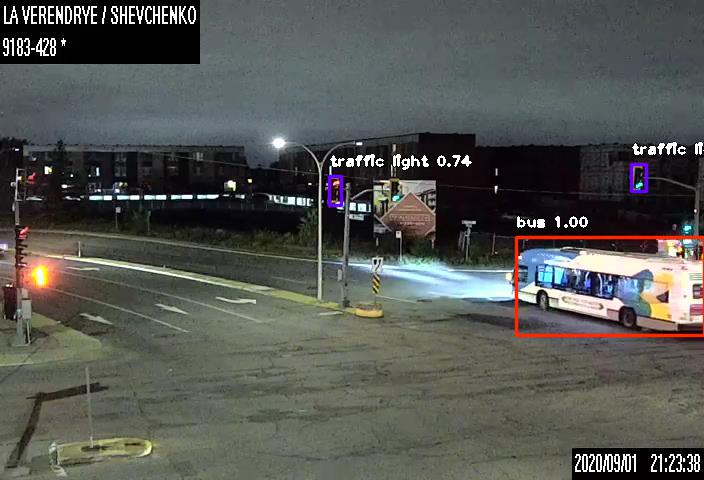 LA VERENDRYE / SHEVCHENKO
9183-428 *
traffic light 0.74
traffic li
bus 1.00
2020/09/01 21:23:38